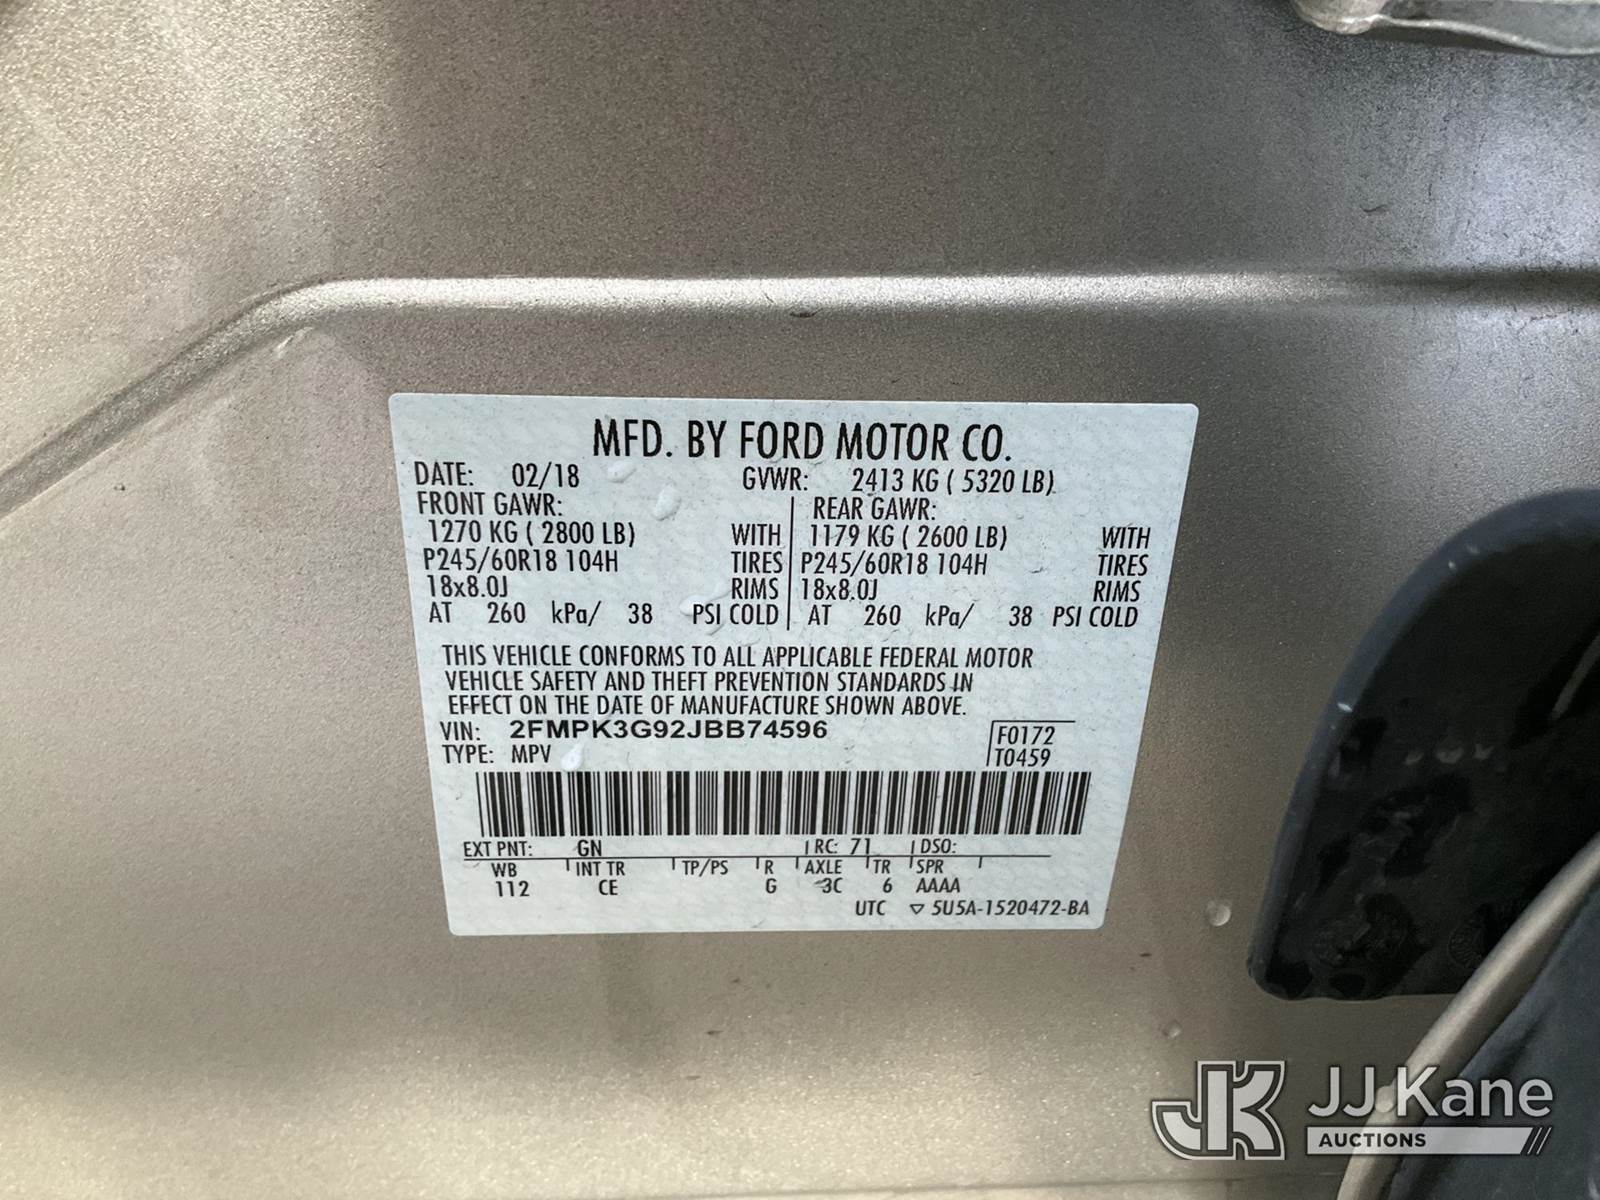 MFD. BY FORD MOTOR CO.
DATE: 02/18 GVWR: 2413 KG ( 5320 LB)
FRONT GAWR: REAR GAWR:
1270 KG ( 2800 LB) WITH 1179 KG ( 2600 LB) WITH
P245/60R18 104H TIRES P245/60R18 104H TIRES
18x8.0J RIMS 18x8.0J RIMS
AT 260 kPa/ 38 PSI COLD AT 260 kPa/ 38 PSI COLD
THIS VEHICLE CONFORMS TO ALL APPLICABLE FEDERAL MOTOR
VEHICLE SAFETY AND THEFT PREVENTION STANDARDS IN
EFFECT ON THE DATE OF MANUFACTURE SHOWN ABOVE.
VIN: 2FMPK3G92JBB74596 F0172
TYPE: MPV T0459
EXT PNT: GN RC: 71 DSO:
WB INT TR TP/PS R AXLE TR SPR
112 CE G 3C 6 AAAA
UTC ▽ 5U5A-1520472-BA
JK JJ Kane
AUCTIONS